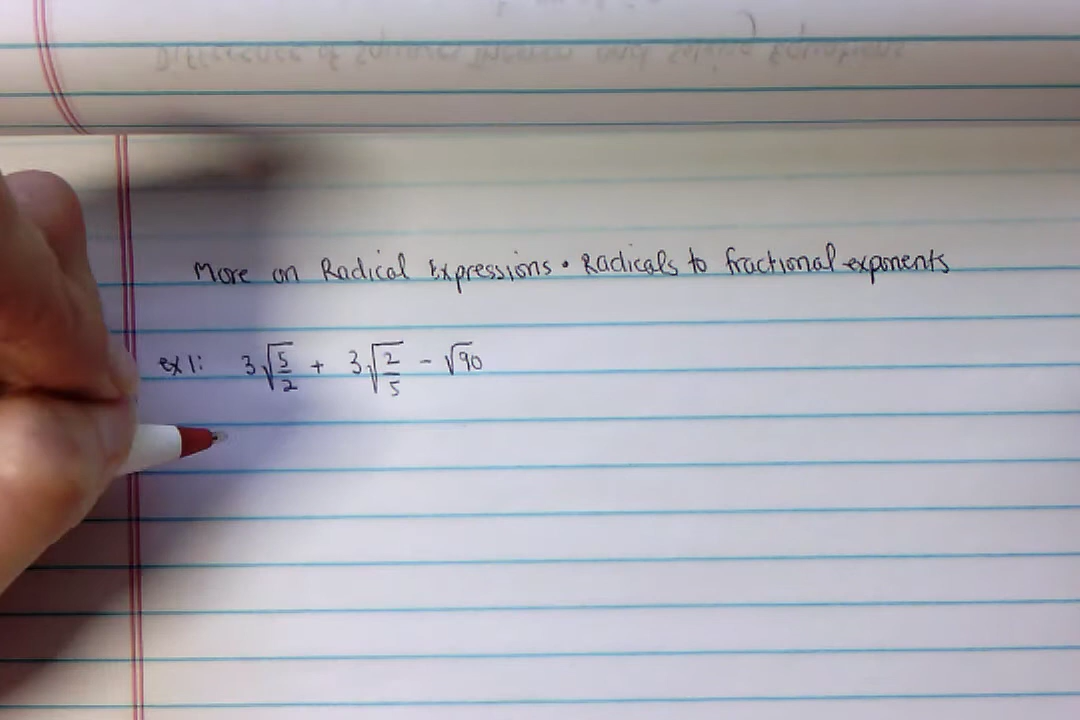 More on Radical Expressions • Radicals to fractional exponents
ex 1: 3√(5/2) + 3√(2/5) - √90